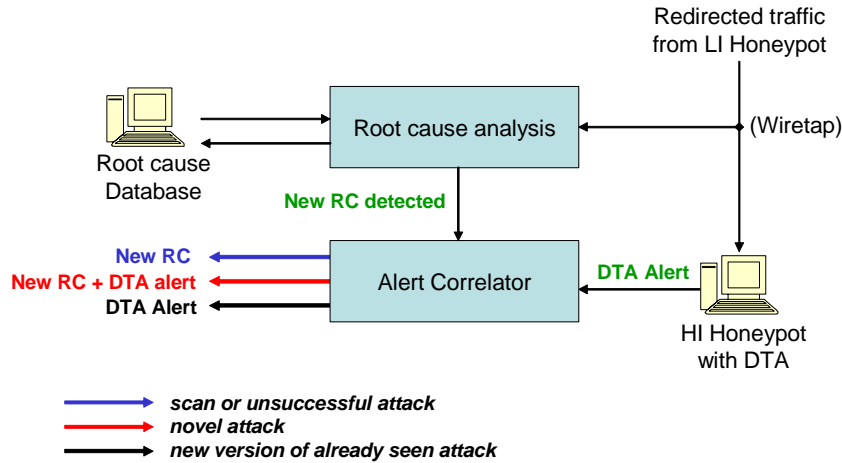 Redirected traffic
from LI Honeypot
Root cause analysis
(Wiretap)
Root cause
Database
New RC detected
New RC
New RC + DTA alert
DTA Alert
Alert Correlator
DTA Alert
HI Honeypot
with DTA
scan or unsuccessful attack
novel attack
new version of already seen attack